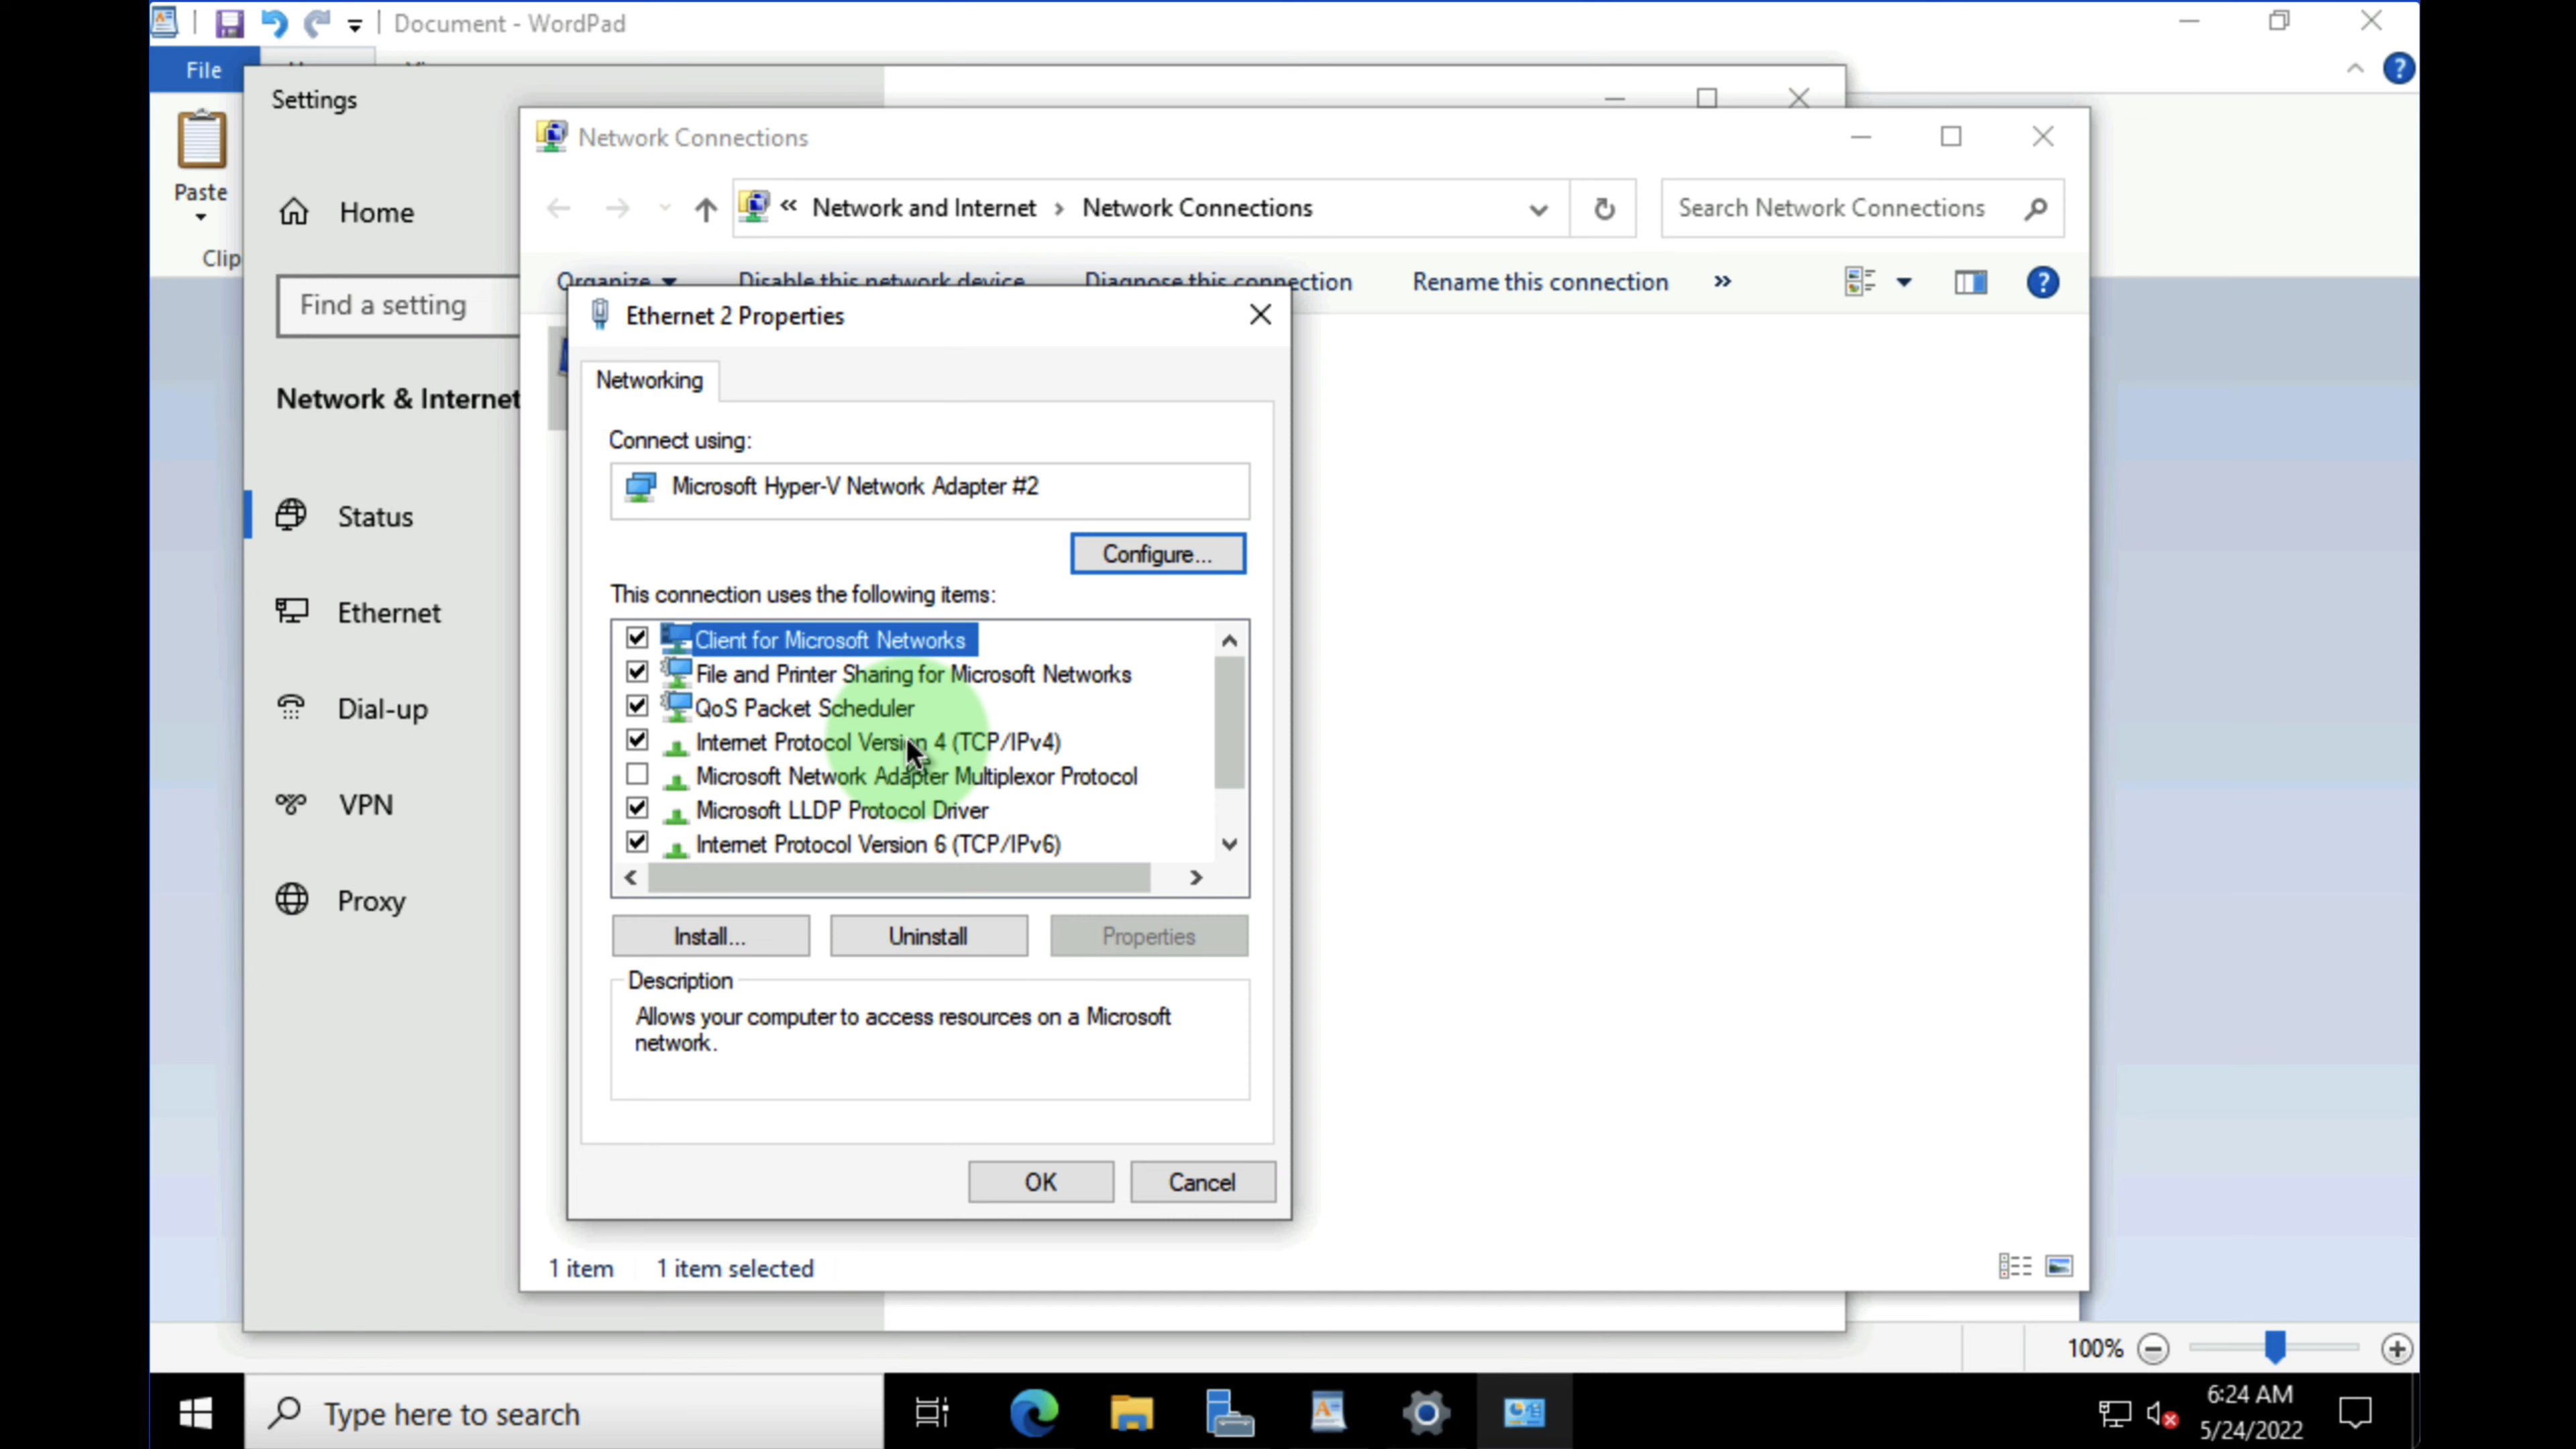 Document - WordPad
File
Settings
Network Connections
Paste
Home
Network and Internet
Network Connections
Search Network Connections
Clip
Organize
Disable this network device
Diagnose this connection
Rename this connection
Find a setting
Ethernet 2 Properties
Networking
Network & Internet
Connect using:
Microsoft Hyper-V Network Adapter #2
Status
Configure...
This connection uses the following items:
Ethernet
Client for Microsoft Networks
File and Printer Sharing for Microsoft Networks
Dial-up
QoS Packet Scheduler
Internet Protocol Version 4 (TCP/IPv4)
Microsoft Network Adapter Multiplexor Protocol
VPN
Microsoft LLDP Protocol Driver
Internet Protocol Version 6 (TCP/IPv6)
Proxy
Install...
Uninstall
Properties
Description
Allows your computer to access resources on a Microsoft
network.
OK
Cancel
1 item
1 item selected
100%
Type here to search
6:24 AM
5/24/2022